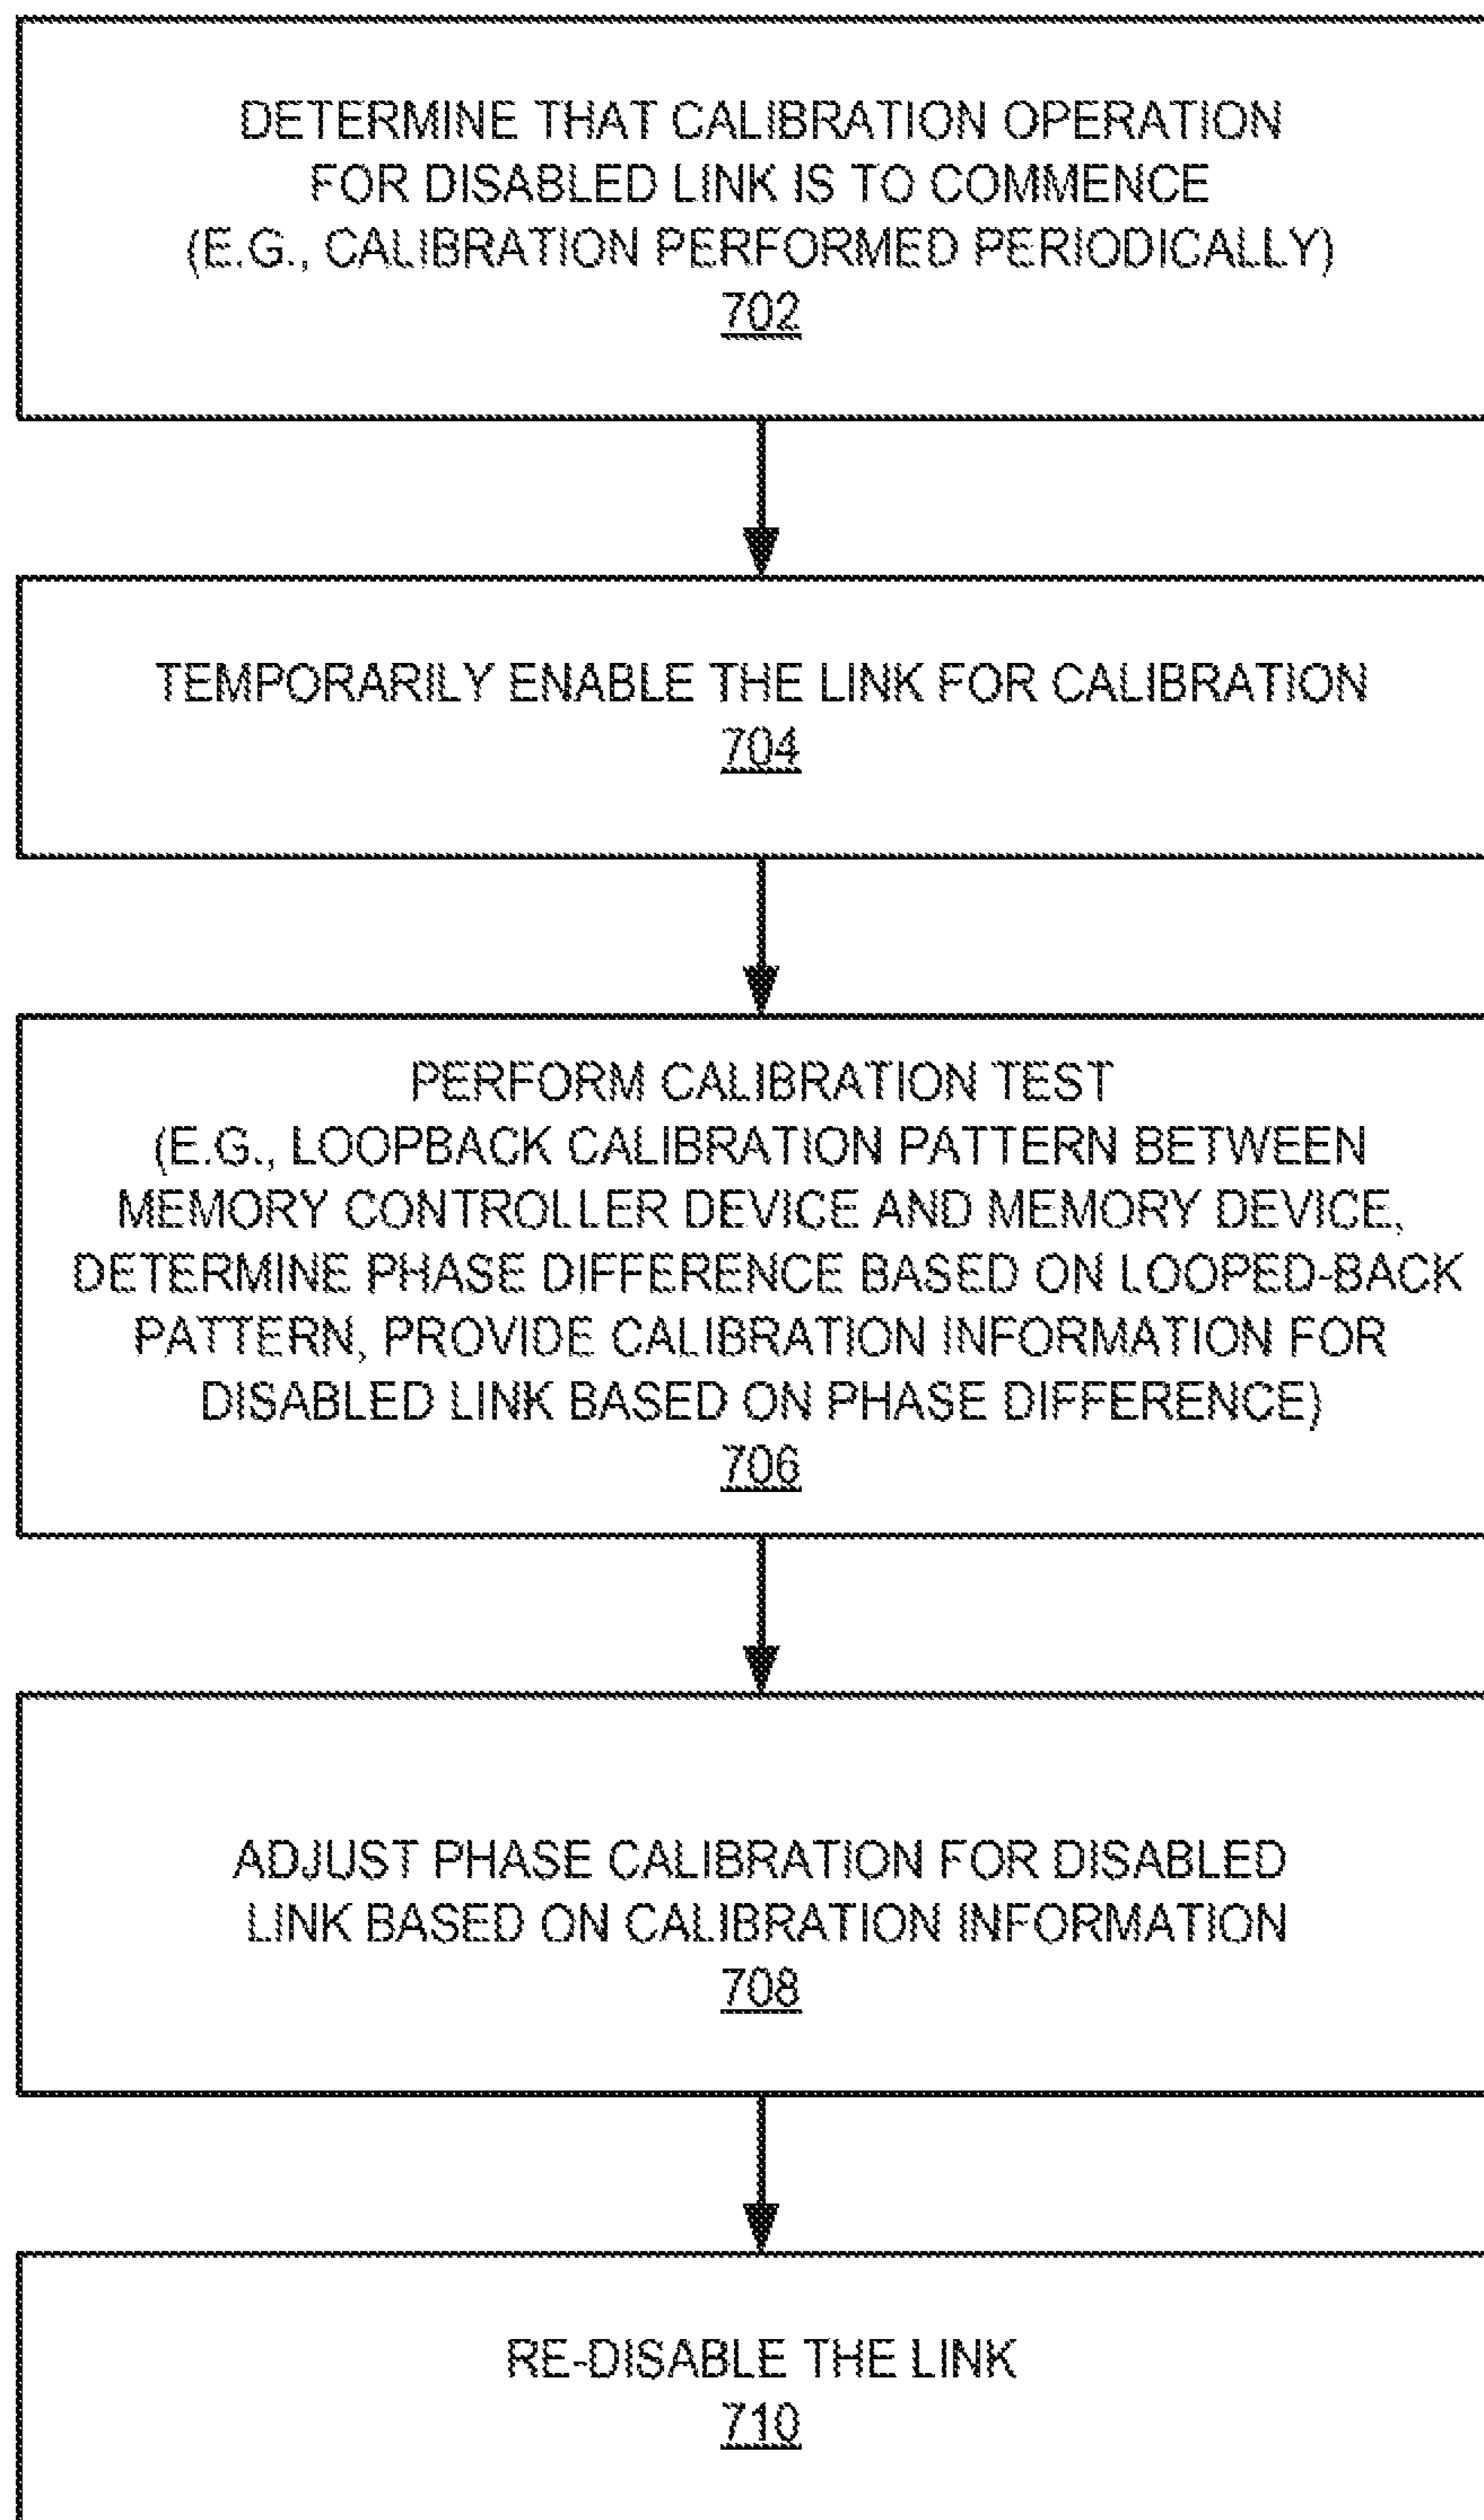 DETERMINE THAT CALIBRATION OPERATION
FOR DISABLED LINK IS TO COMMENCE
(E.G., CALIBRATION PERFORMED PERIODICALLY)
702
TEMPORARILY ENABLE THE LINK FOR CALIBRATION
704
PERFORM CALIBRATION TEST
(E.G., LOOPBACK CALIBRATION PATTERN BETWEEN
MEMORY CONTROLLER DEVICE AND MEMORY DEVICE,
DETERMINE PHASE DIFFERENCE BASED ON LOOPED-BACK
PATTERN, PROVIDE CALIBRATION INFORMATION FOR
DISABLED LINK BASED ON PHASE DIFFERENCE)
706
ADJUST PHASE CALIBRATION FOR DISABLED
LINK BASED ON CALIBRATION INFORMATION
708
RE-DISABLE THE LINK
710